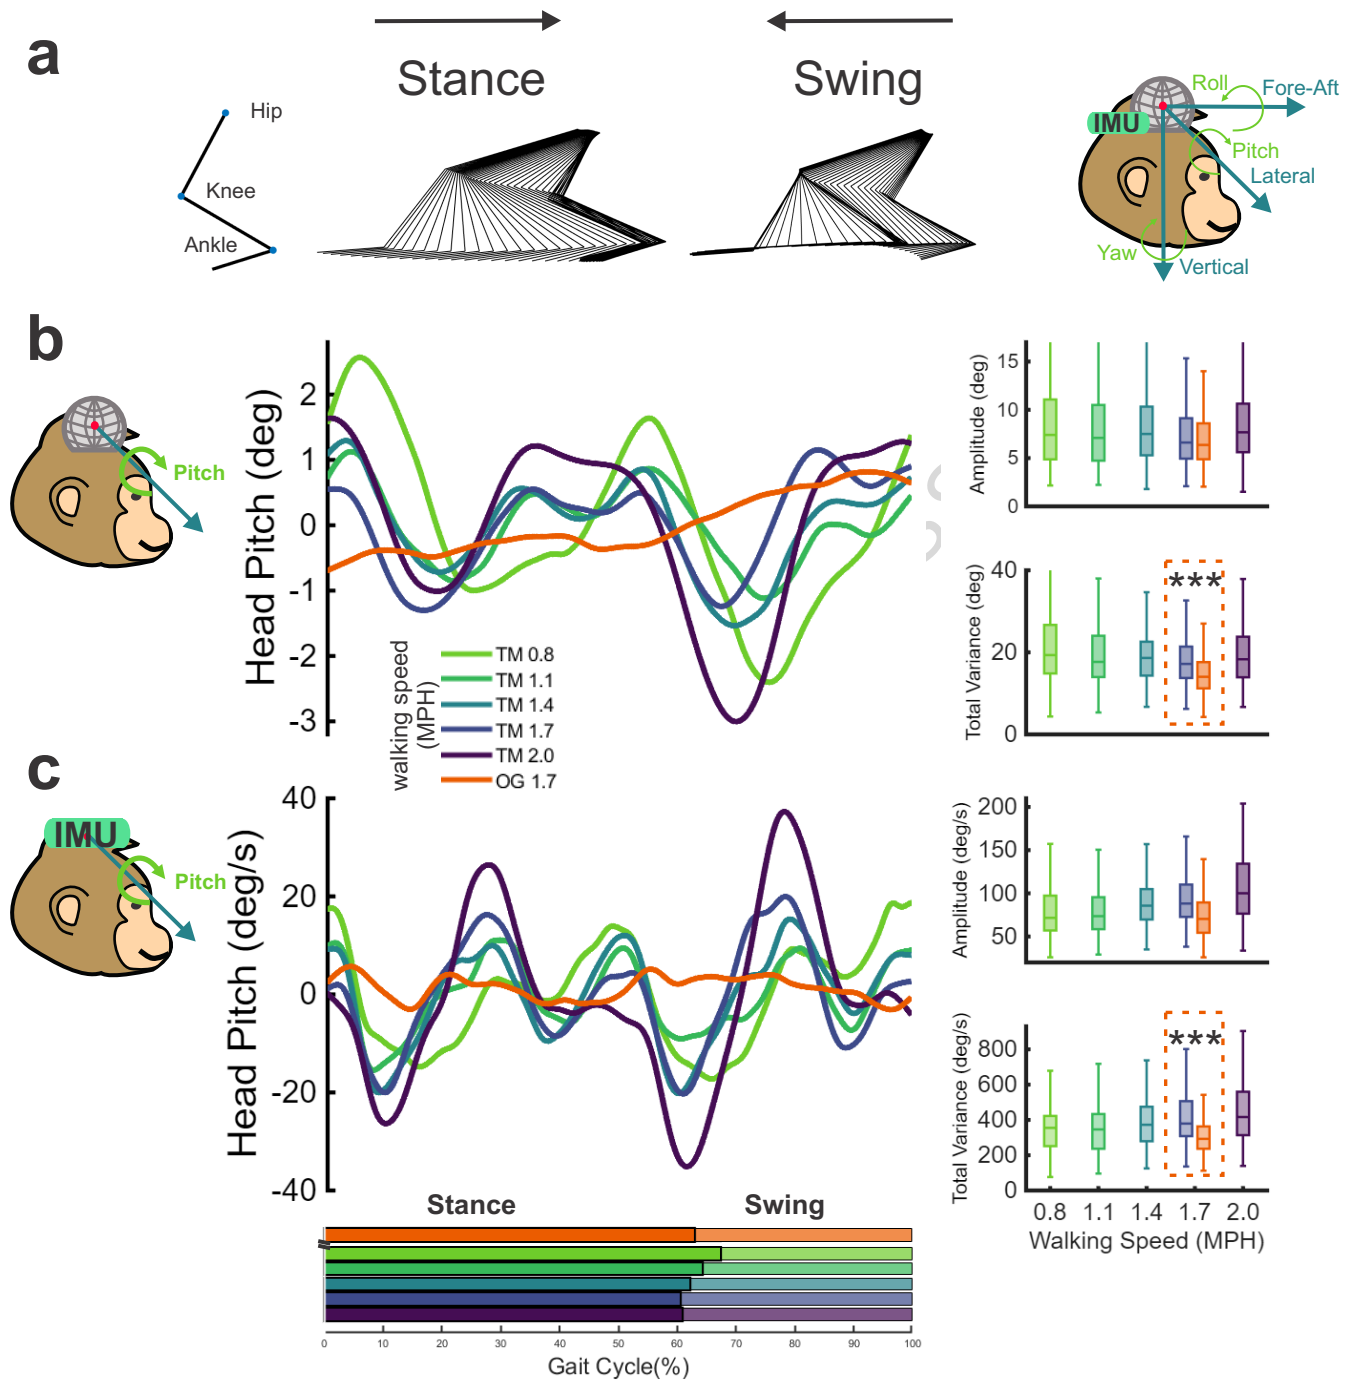 a
Stance
Swing
Hip
Knee
Ankle
Roll
Fore-Aft
IMU
Pitch
Lateral
Yaw
Vertical
b
Pitch
Head Pitch (deg)
2
1
0
-1
-2
-3
walking speed
(MPH)
TM 0.8
TM 1.1
TM 1.4
TM 1.7
TM 2.0
OG 1.7
Amplitude (deg)
15
10
5
0
Total Variance (deg)
40
20
0
***
c
IMU
Pitch
Head Pitch (deg/s)
40
20
0
-20
-40
Amplitude (deg/s)
200
150
100
50
Total Variance (deg/s)
800
600
400
200
0
***
0.8 1.1 1.4 1.7 2.0
Walking Speed (MPH)
Stance
Swing
0 10 20 30 40 50 60 70 80 90 100
Gait Cycle(%)